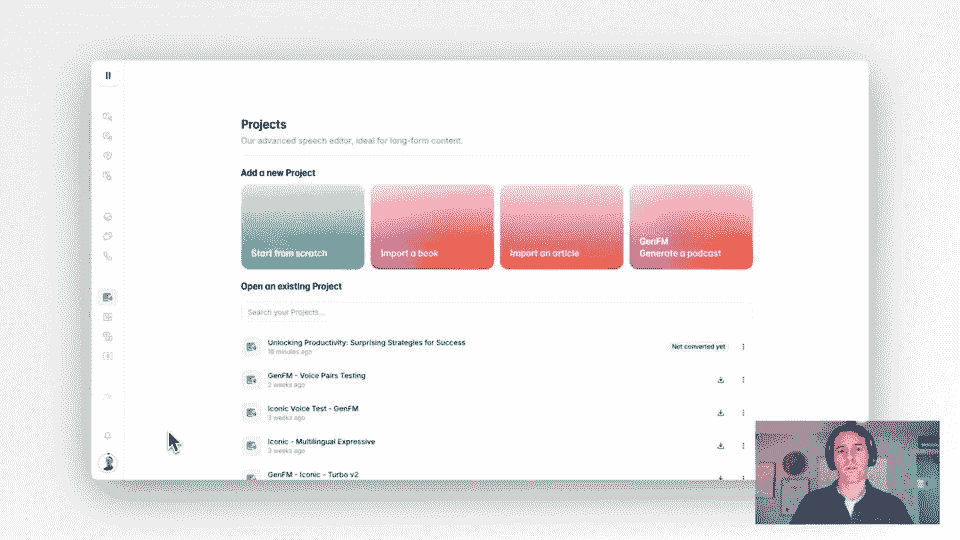 Projects
Our advanced speech editor, ideal for long-form content.
Add a new Project
Start from scratch
Import a book
Import an article
GenFM
Generate a podcast
Open an existing Project
Search your Projects...
Unlocking Productivity: Surprising Strategies for Success
16 minutes ago
Not converted yet
GenFM - Voice Pairs Testing
2 weeks ago
Iconic Voice Test - GenFM
3 weeks ago
Iconic - Multilingual Expressive
3 weeks ago
GenFM - Iconic - Turbo v2